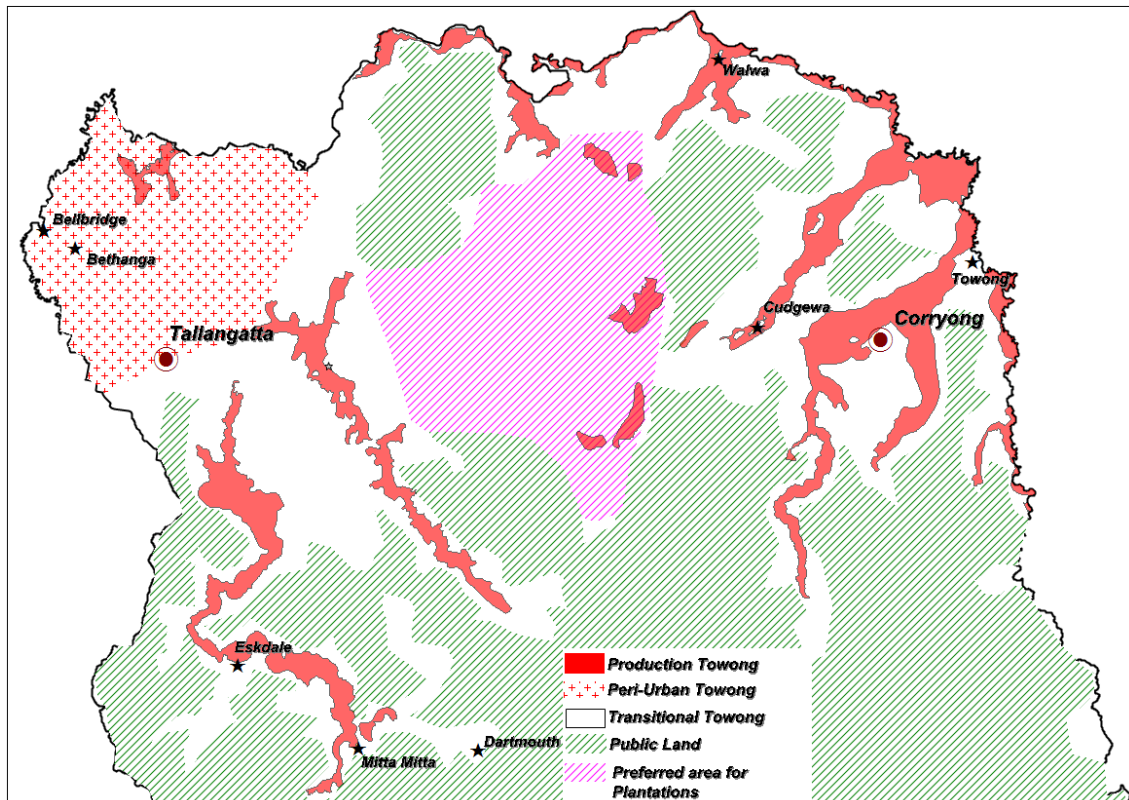 Walwa
Bellbridge
Bethanga
Towong
Tallangatta
Cudgewa
Corryong
Eskdale
Mitta Mitta
Dartmouth
Production Towong
Peri-Urban Towong
Transitional Towong
Public Land
Preferred area for
Plantations